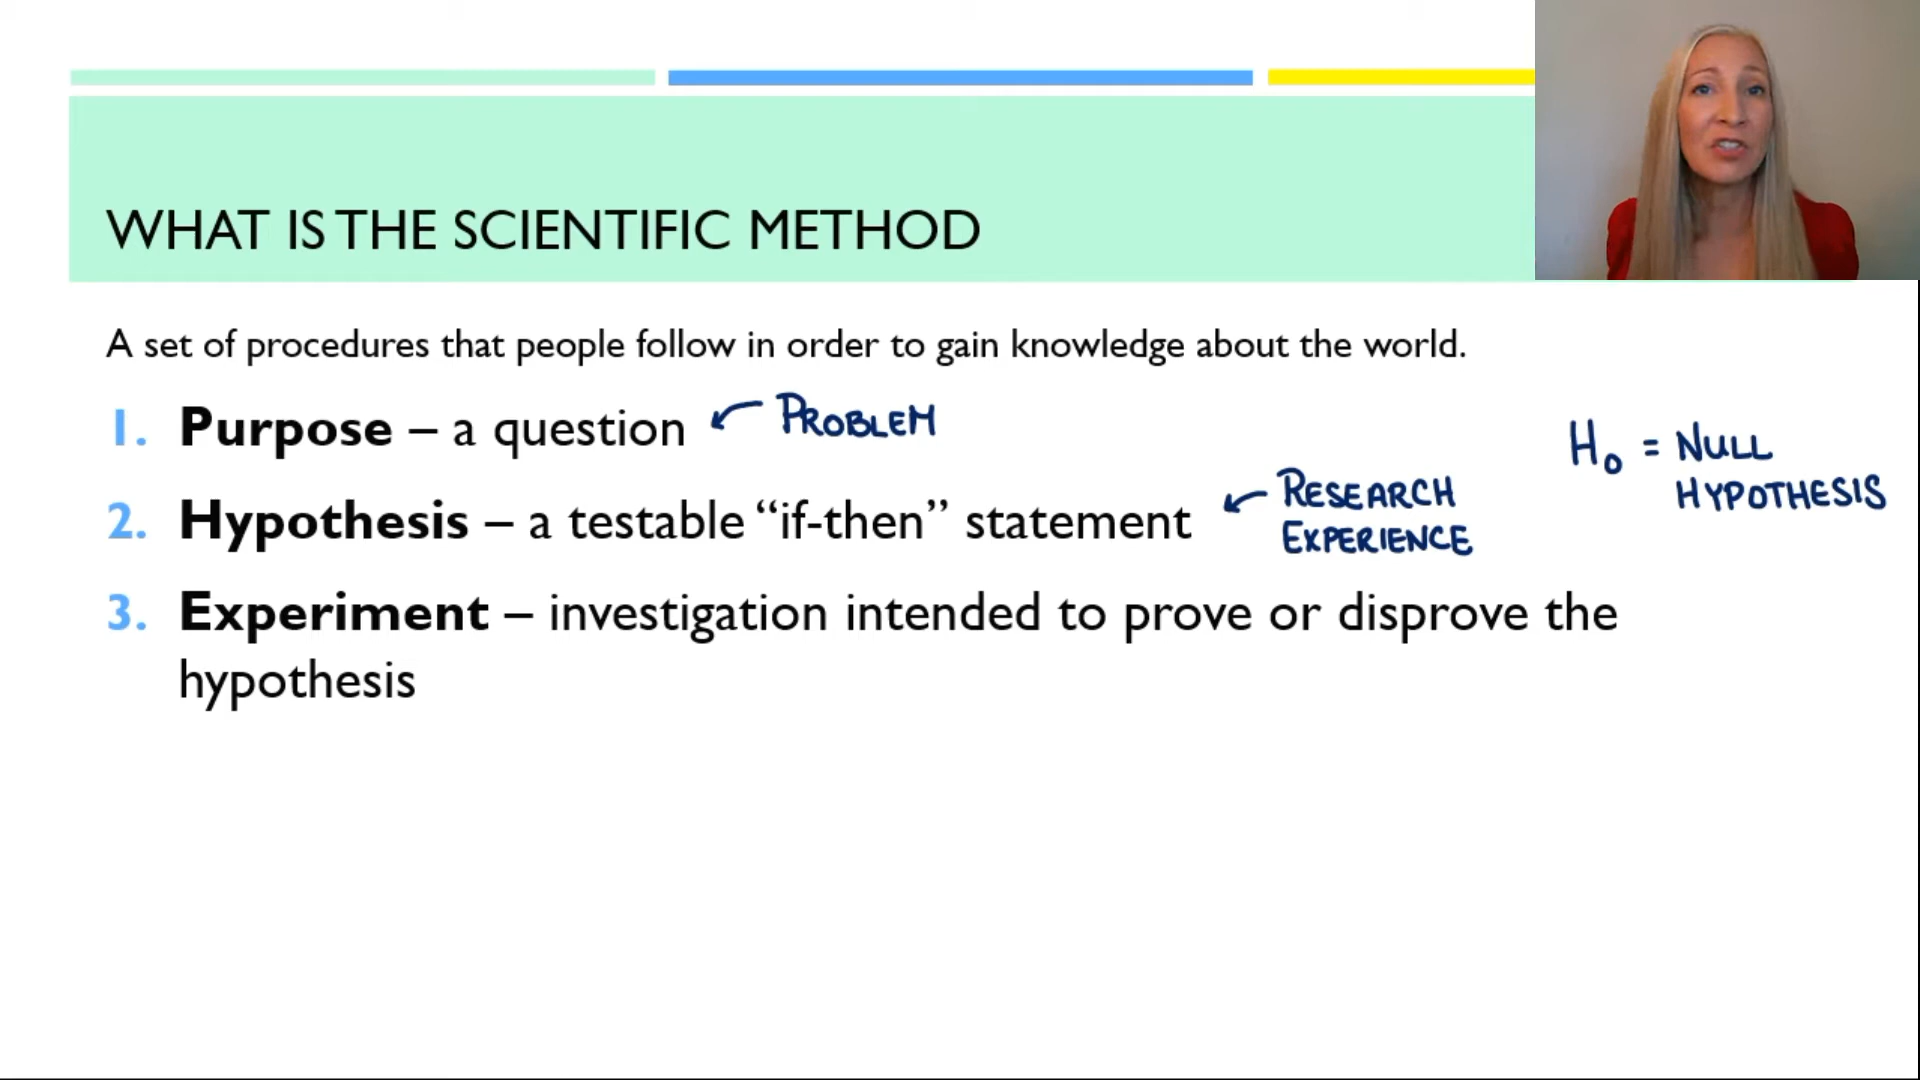 WHAT IS THE SCIENTIFIC METHOD
A set of procedures that people follow in order to gain knowledge about the world.
1. Purpose – a question
PROBLEM
2. Hypothesis – a testable “if-then” statement
RESEARCH
EXPERIENCE
H₀ = NULL
HYPOTHESIS
3. Experiment – investigation intended to prove or disprove the
hypothesis